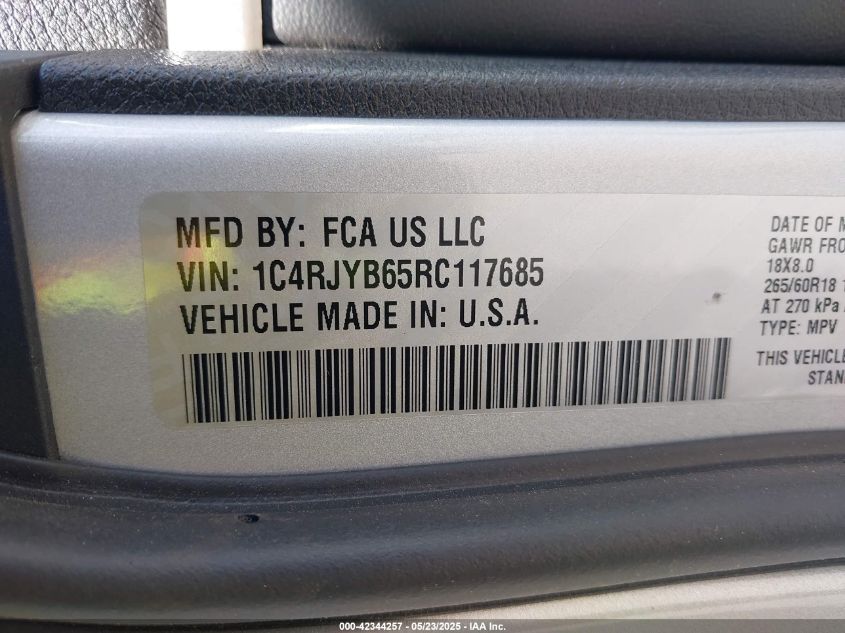 MFD BY: FCA US LLC
VIN: 1C4RJYB65RC117685
VEHICLE MADE IN: U.S.A.
DATE OF M
GAWR FRO
18X8.0
265/60R18 1
AT 270 kPa
TYPE: MPV
THIS VEHICLE
STAN
000-42344257 - 05/23/2025 - IAA Inc.